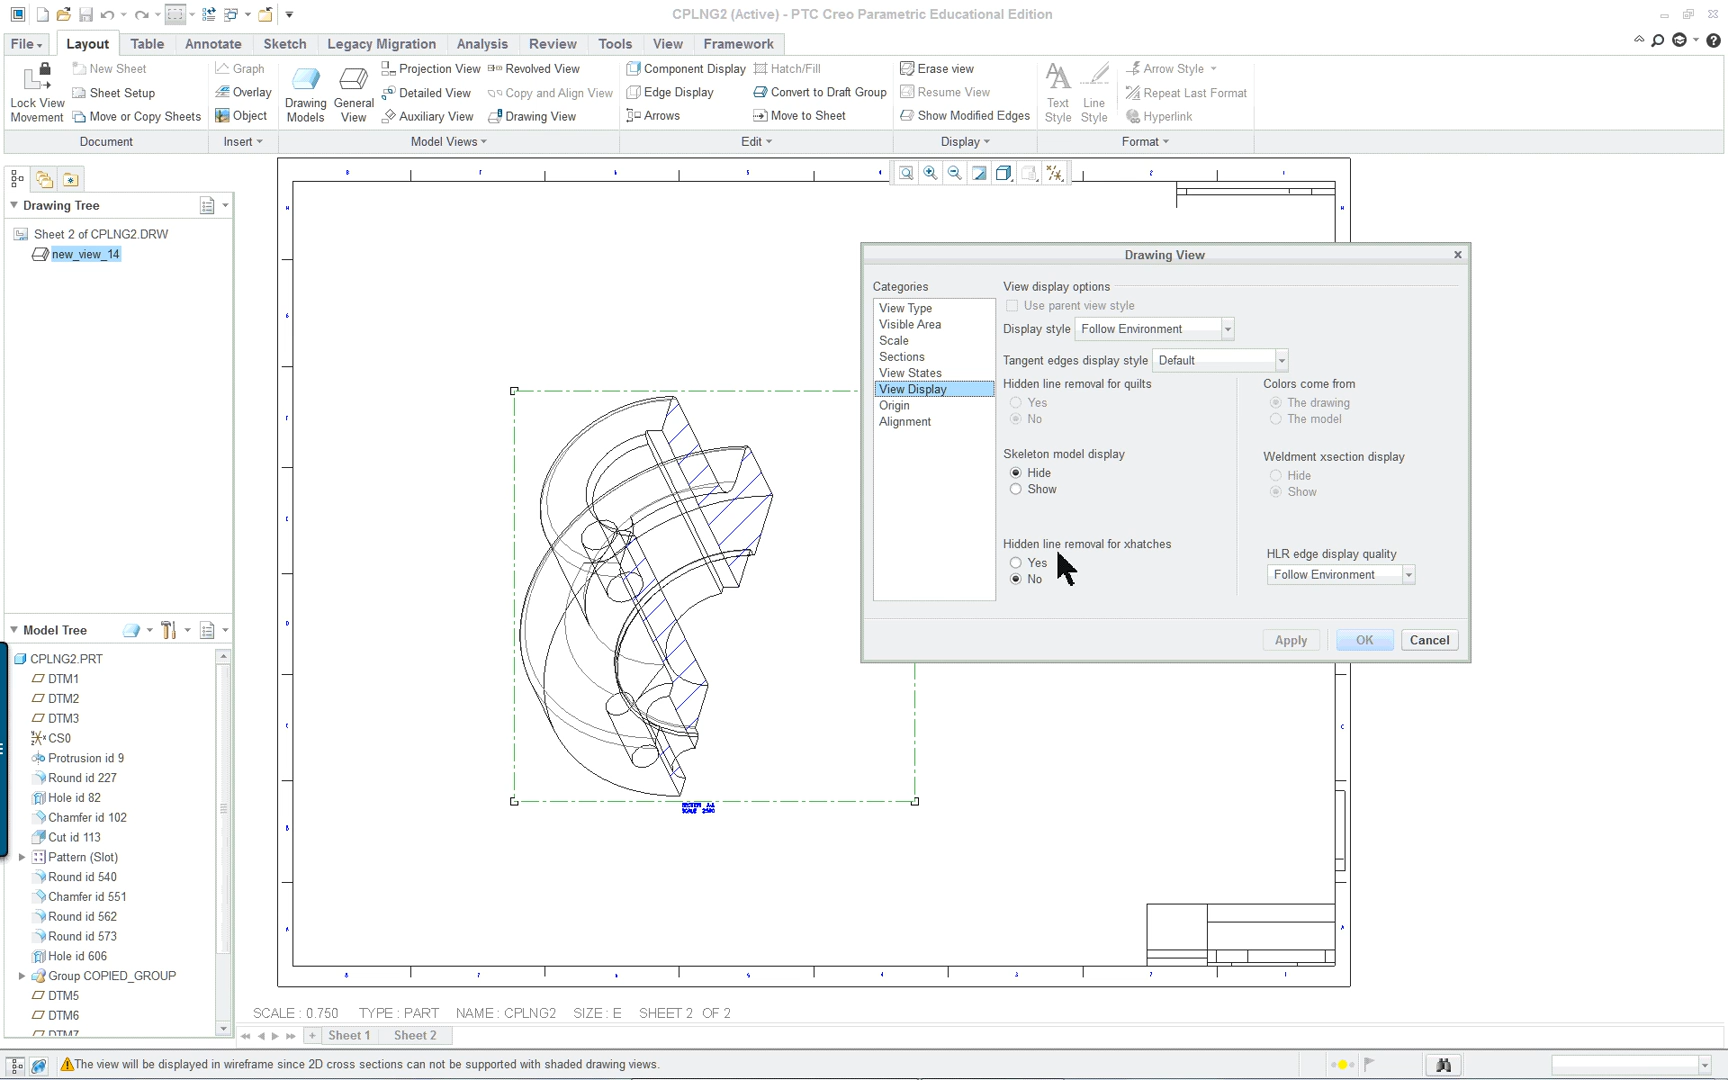 CPLNG2 (Active) - PTC Creo Parametric Educational Edition
File Layout Table Annotate Sketch Legacy Migration Analysis Review Tools View Framework
New Sheet Graph Projection View Revolved View Component Display Hatch/Fill Erase view Arrow Style
Sheet Setup Overlay Detailed View Copy and Align View Edge Display Convert to Draft Group Resume View Repeat Last Format
Lock View Movement Move or Copy Sheets Object Drawing Models General View Auxiliary View Drawing View Arrows Move to Sheet Show Modified Edges Text Style Line Style Hyperlink
Document Insert Model Views Edit Display Format
Drawing Tree
Sheet 2 of CPLNG2.DRW
new_view_14
Drawing View
Categories
View Type
Visible Area
Scale
Sections
View States
View Display
Origin
Alignment
View display options
Use parent view style
Display style Follow Environment
Tangent edges display style Default
Hidden line removal for quilts
Yes
No
Colors come from
The drawing
The model
Skeleton model display
Hide
Show
Weldment xsection display
Hide
Show
Hidden line removal for xhatches
Yes
No
HLR edge display quality
Follow Environment
Apply OK Cancel
Model Tree
CPLNG2.PRT
DTM1
DTM2
DTM3
CS0
Protrusion id 9
Round id 227
Hole id 82
Chamfer id 102
Cut id 113
Pattern (Slot)
Round id 540
Chamfer id 551
Round id 562
Round id 573
Hole id 606
Group COPIED_GROUP
DTM5
DTM6
DTM7
SCALE : 0.750 TYPE : PART NAME : CPLNG2 SIZE : E SHEET 2 OF 2
Sheet 1 Sheet 2
The view will be displayed in wireframe since 2D cross sections can not be supported with shaded drawing views.